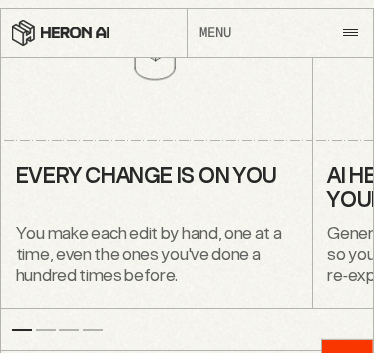 HERON AI
MENU
EVERY CHANGE IS ON YOU
You make each edit by hand, one at a
time, even the ones you've done a
hundred times before.
AI HE
YOU
Gener
so you
re-exp